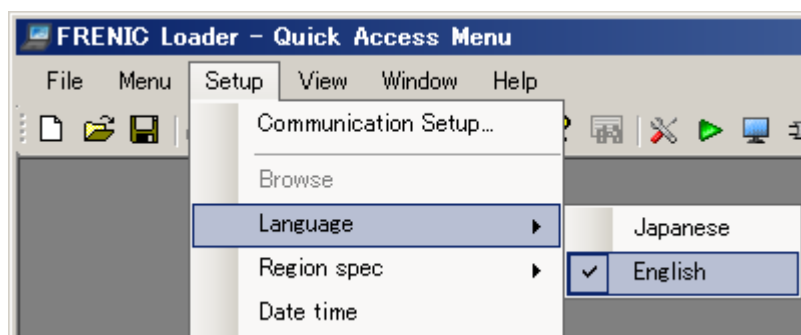 FRENIC Loader - Quick Access Menu
File Menu Setup View Window Help
Communication Setup...
Browse
Language
Japanese
Region spec
English
Date time